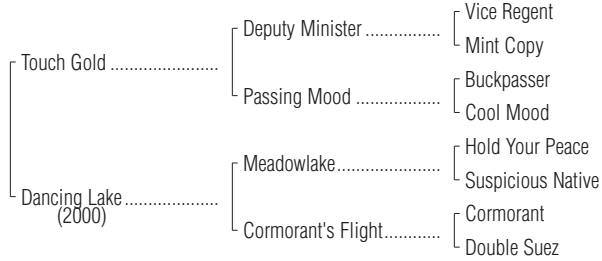 Vice Regent
Deputy Minister ..................
Mint Copy
Touch Gold .......................
Buckpasser
Passing Mood ..................
Cool Mood
Hold Your Peace
Meadowlake......................
Suspicious Native
Dancing Lake....................
(2000)
Cormorant
Cormorant's Flight............
Double Suez